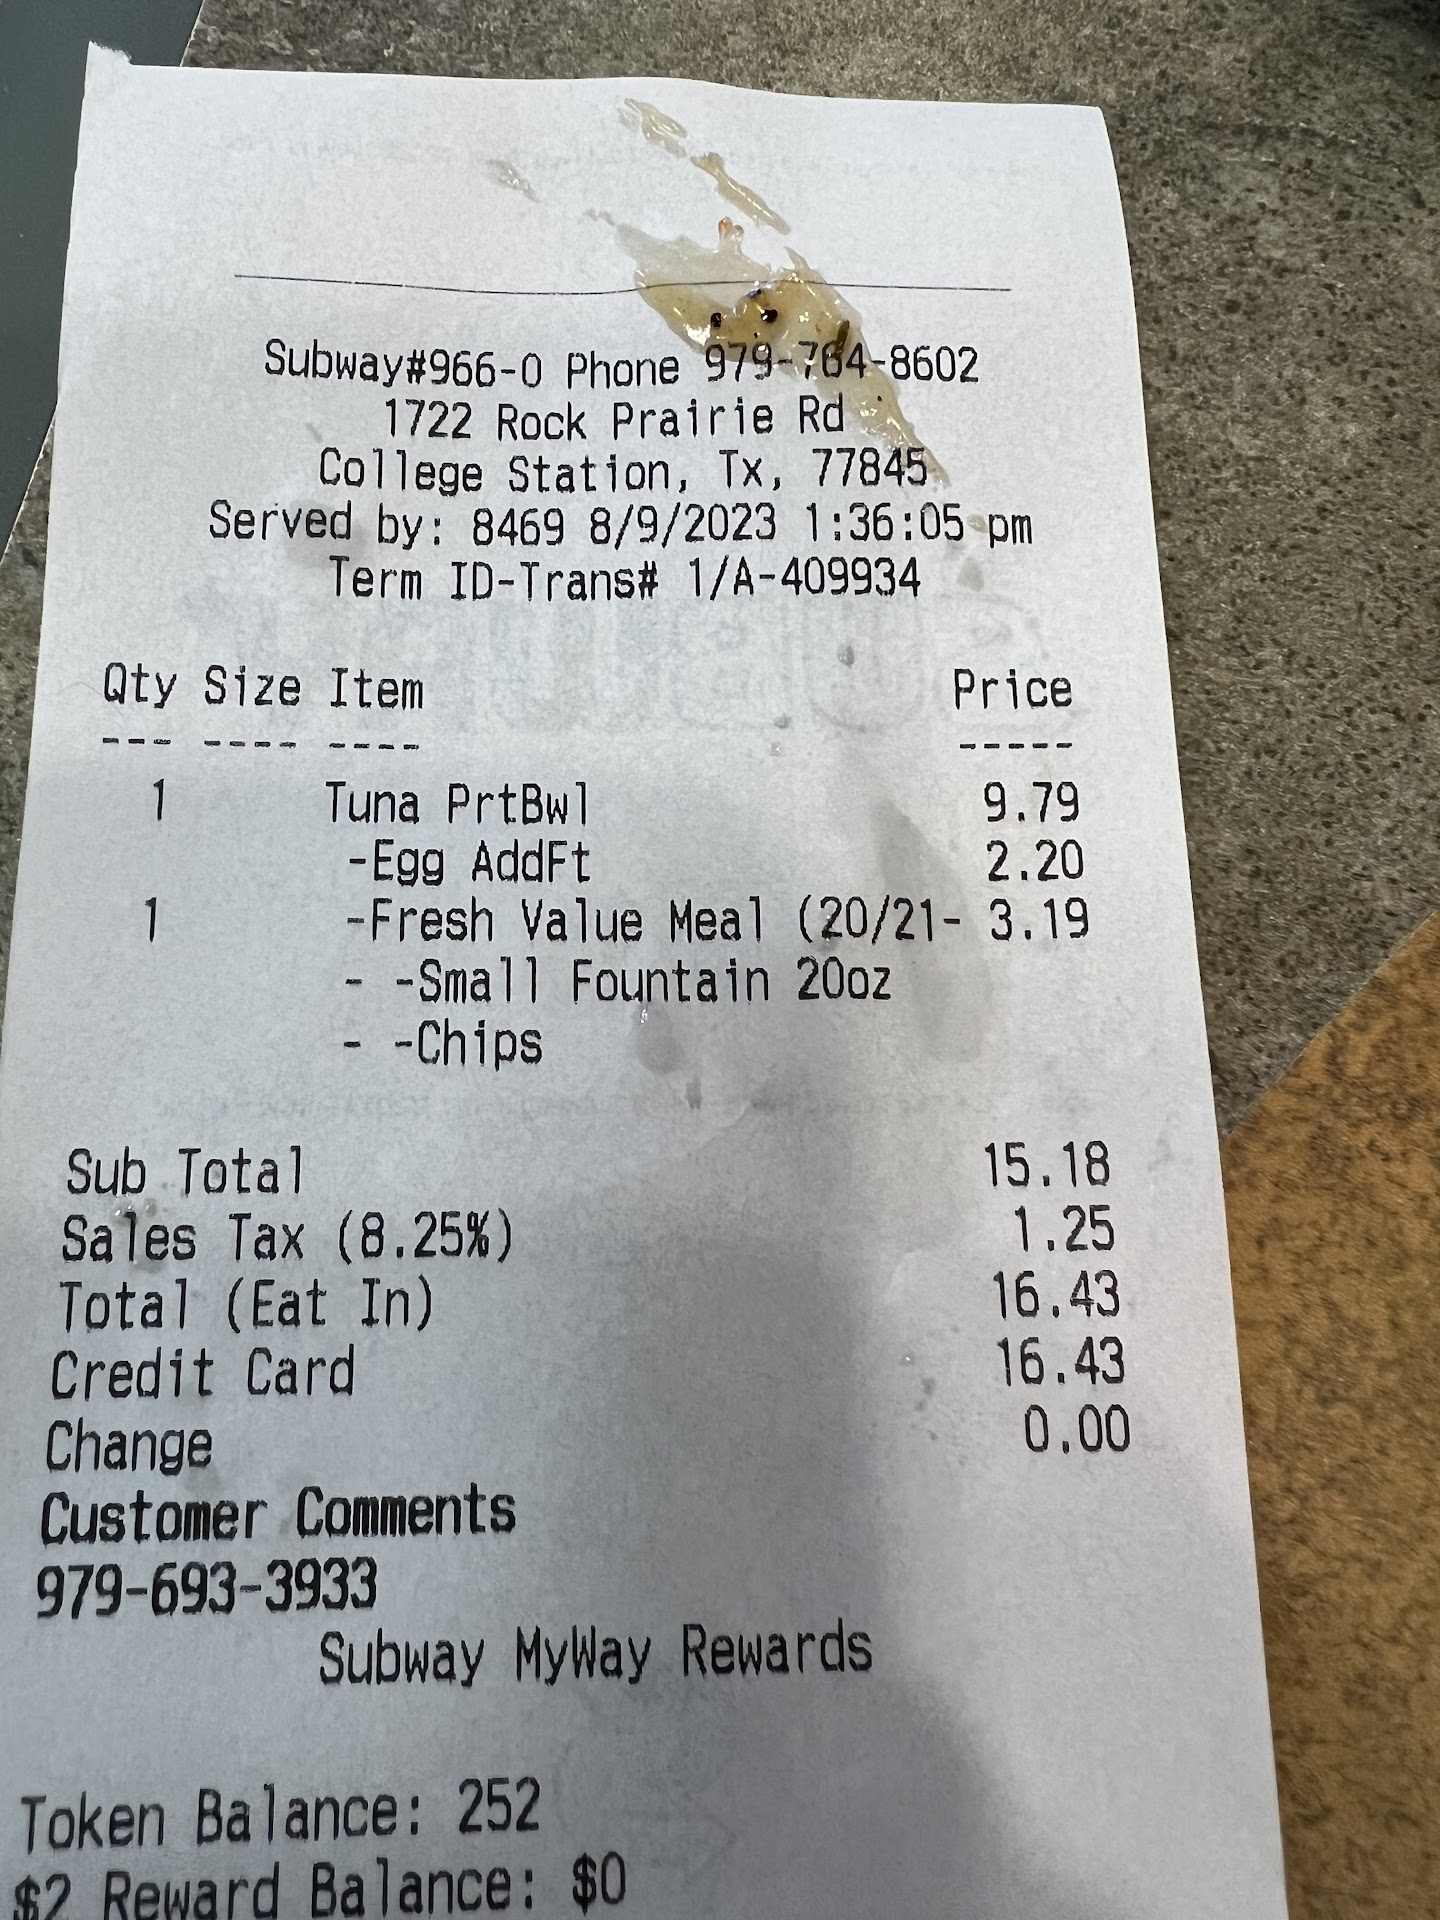 Subway#966-0 Phone 979-764-8602
1722 Rock Prairie Rd
College Station, Tx, 77845
Served by: 8469 8/9/2023 1:36:05 pm
Term ID-Trans# 1/A-409934
Qty Size Item Price
--- ---- ---- -----
1 Tuna PrtBwl 9.79
-Egg AddFt 2.20
1 -Fresh Value Meal (20/21- 3.19
- -Small Fountain 20oz
- -Chips
Sub Total 15.18
Sales Tax (8.25%) 1.25
Total (Eat In) 16.43
Credit Card 16.43
Change 0.00
Customer Comments
979-693-3933
Subway MyWay Rewards
Token Balance: 252
$2 Reward Balance: $0